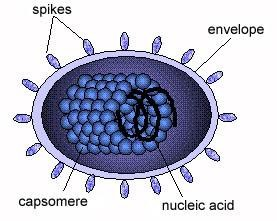 spikes
envelope
capsomere
nucleic acid